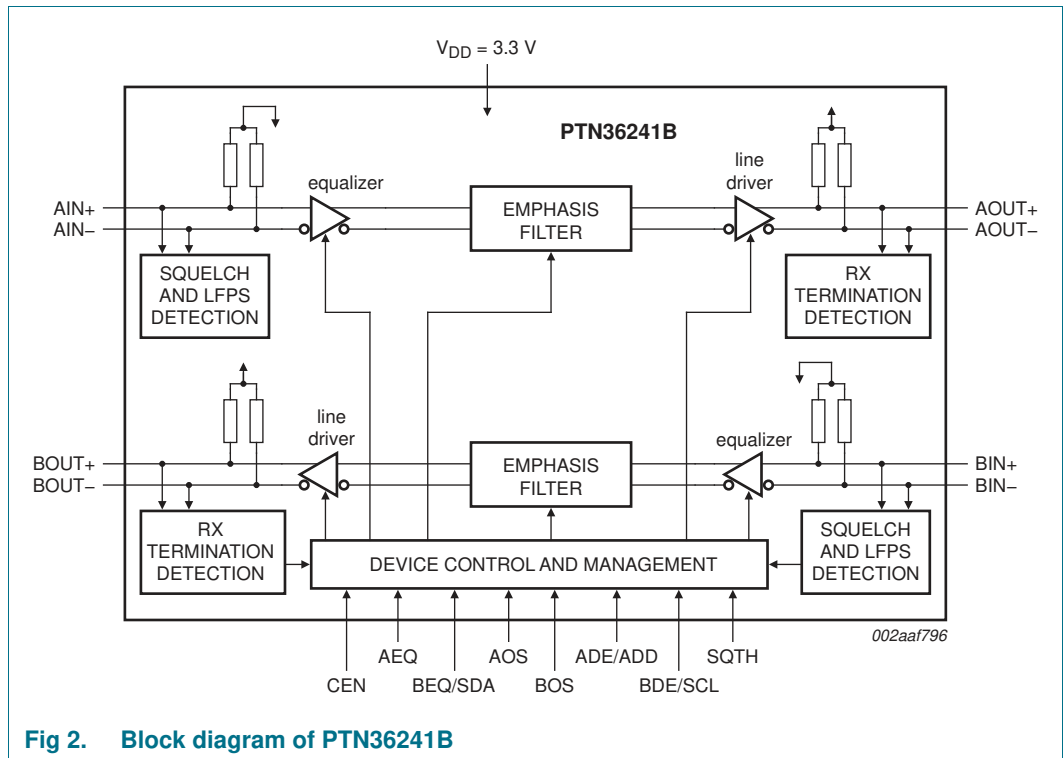 VDD = 3.3 V
PTN36241B
equalizer
line
driver
AIN+
AIN−
EMPHASIS
FILTER
AOUT+
AOUT−
SQUELCH
AND LFPS
DETECTION
RX
TERMINATION
DETECTION
line
driver
equalizer
BOUT+
BOUT−
EMPHASIS
FILTER
BIN+
BIN−
RX
TERMINATION
DETECTION
DEVICE CONTROL AND MANAGEMENT
SQUELCH
AND LFPS
DETECTION
002aaf796
AEQ AOS ADE/ADD SQTH
CEN BEQ/SDA BOS BDE/SCL
Fig 2. Block diagram of PTN36241B